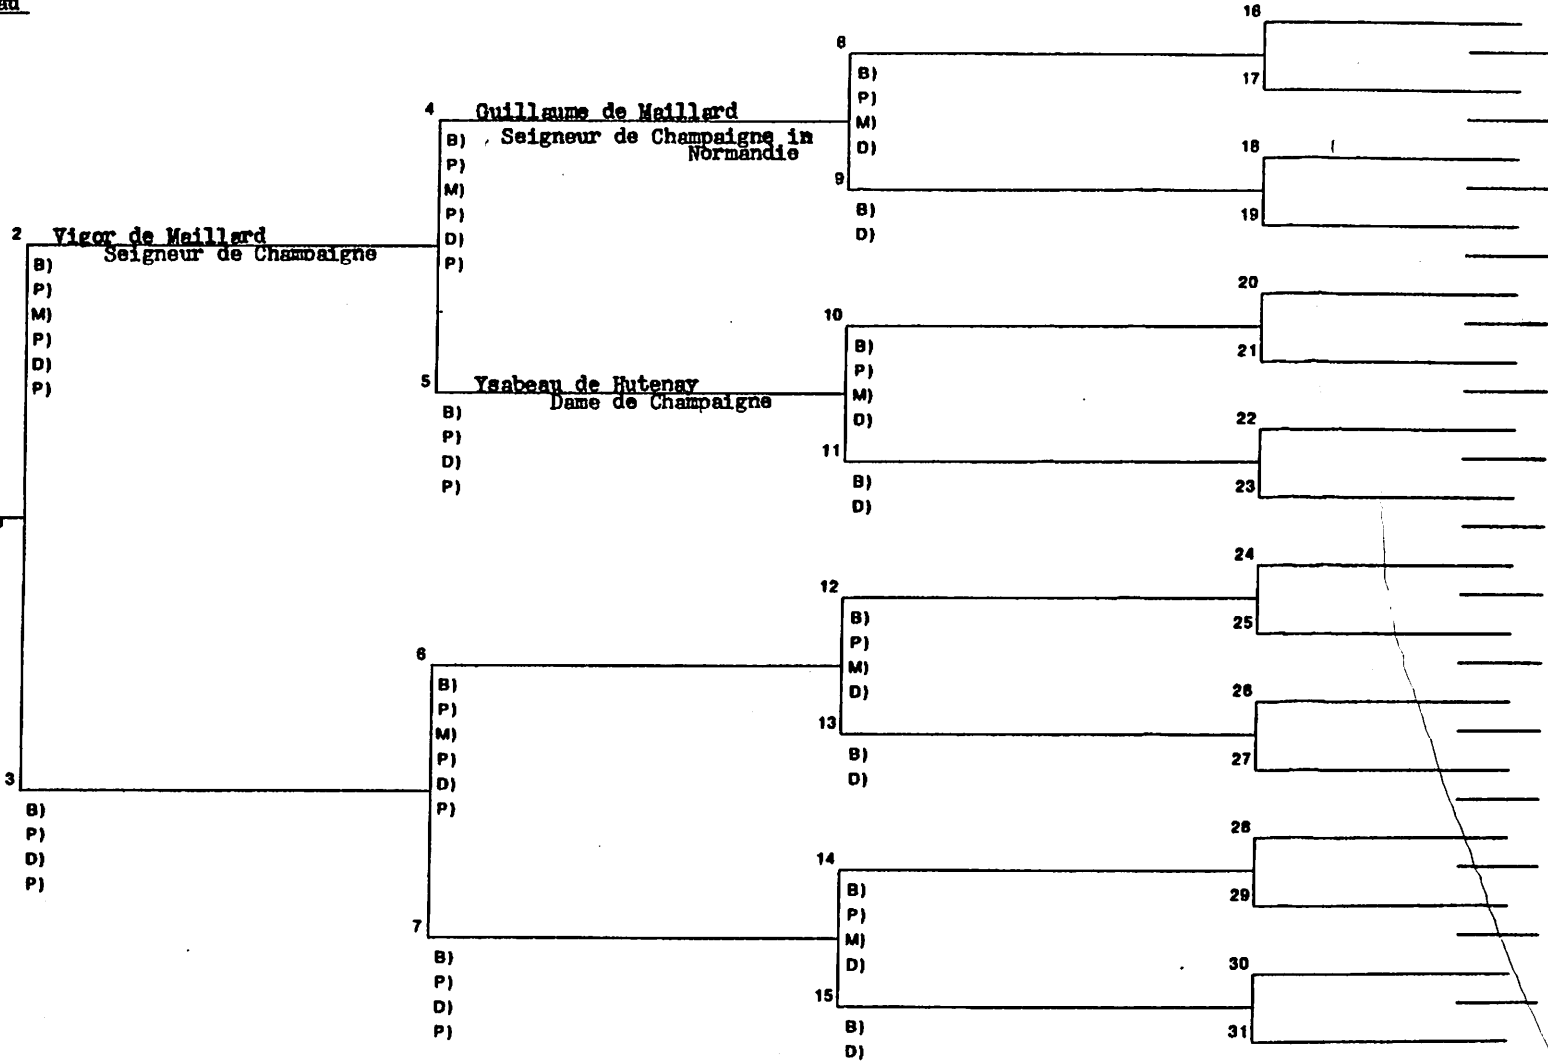 4 Guillaume de Maillard
Seigneur de Champaigne in
Normandie
B)
P)
M)
P)
D)
P)
2 Vigor de Maillard
Seigneur de Champaigne
B)
P)
M)
P)
D)
P)
5 Ysabeau de Hutenay
Dame de Champaigne
B)
P)
D)
P)
3
B)
P)
D)
P)
6
B)
P)
M)
P)
D)
P)
7
B)
P)
D)
P)
8
B)
P)
M)
D)
9
B)
D)
10
B)
P)
M)
D)
11
B)
D)
12
B)
P)
M)
D)
13
B)
D)
14
B)
P)
M)
D)
15
B)
D)
16
17
18
19
20
21
22
23
24
25
26
27
28
29
30
31